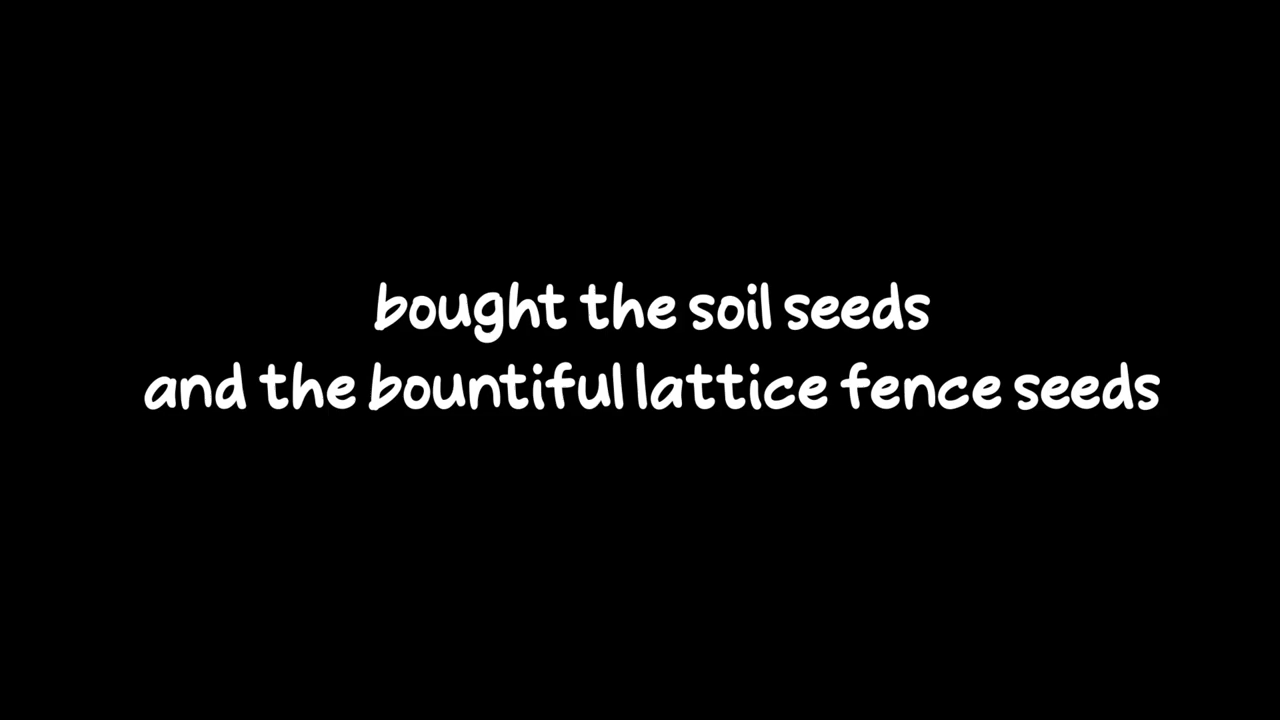 bought the soil seeds
and the bountiful lattice fence seeds